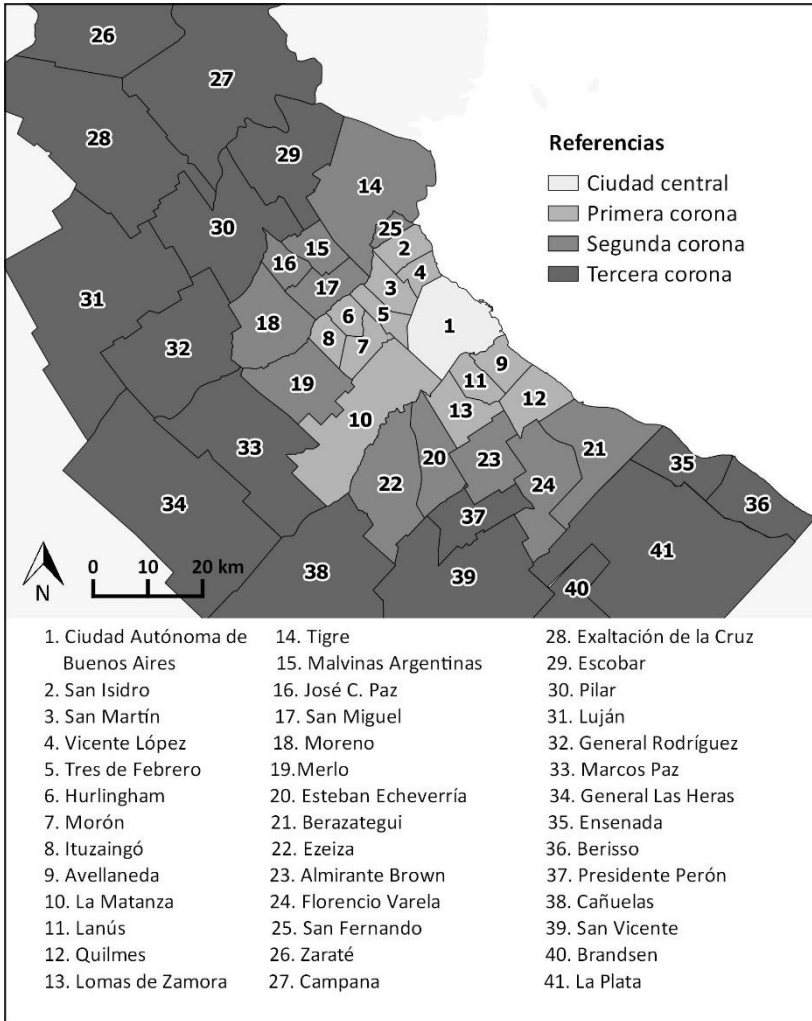 26
27
28
29
14
30
25
15
2
16
4
17
3
31
6
5
18
1
8
7
32
9
11
19
12
10
13
21
33
20
23
35
22
24
34
36
37
41
38
39
40
Referencias
Ciudad central
Primera corona
Segunda corona
Tercera corona
N
0 10 20 km
1. Ciudad Autónoma de
Buenos Aires
2. San Isidro
3. San Martín
4. Vicente López
5. Tres de Febrero
6. Hurlingham
7. Morón
8. Ituzaingó
9. Avellaneda
10. La Matanza
11. Lanús
12. Quilmes
13. Lomas de Zamora
14. Tigre
15. Malvinas Argentinas
16. José C. Paz
17. San Miguel
18. Moreno
19.Merlo
20. Esteban Echeverría
21. Berazategui
22. Ezeiza
23. Almirante Brown
24. Florencio Varela
25. San Fernando
26. Zaraté
27. Campana
28. Exaltación de la Cruz
29. Escobar
30. Pilar
31. Luján
32. General Rodríguez
33. Marcos Paz
34. General Las Heras
35. Ensenada
36. Berisso
37. Presidente Perón
38. Cañuelas
39. San Vicente
40. Brandsen
41. La Plata